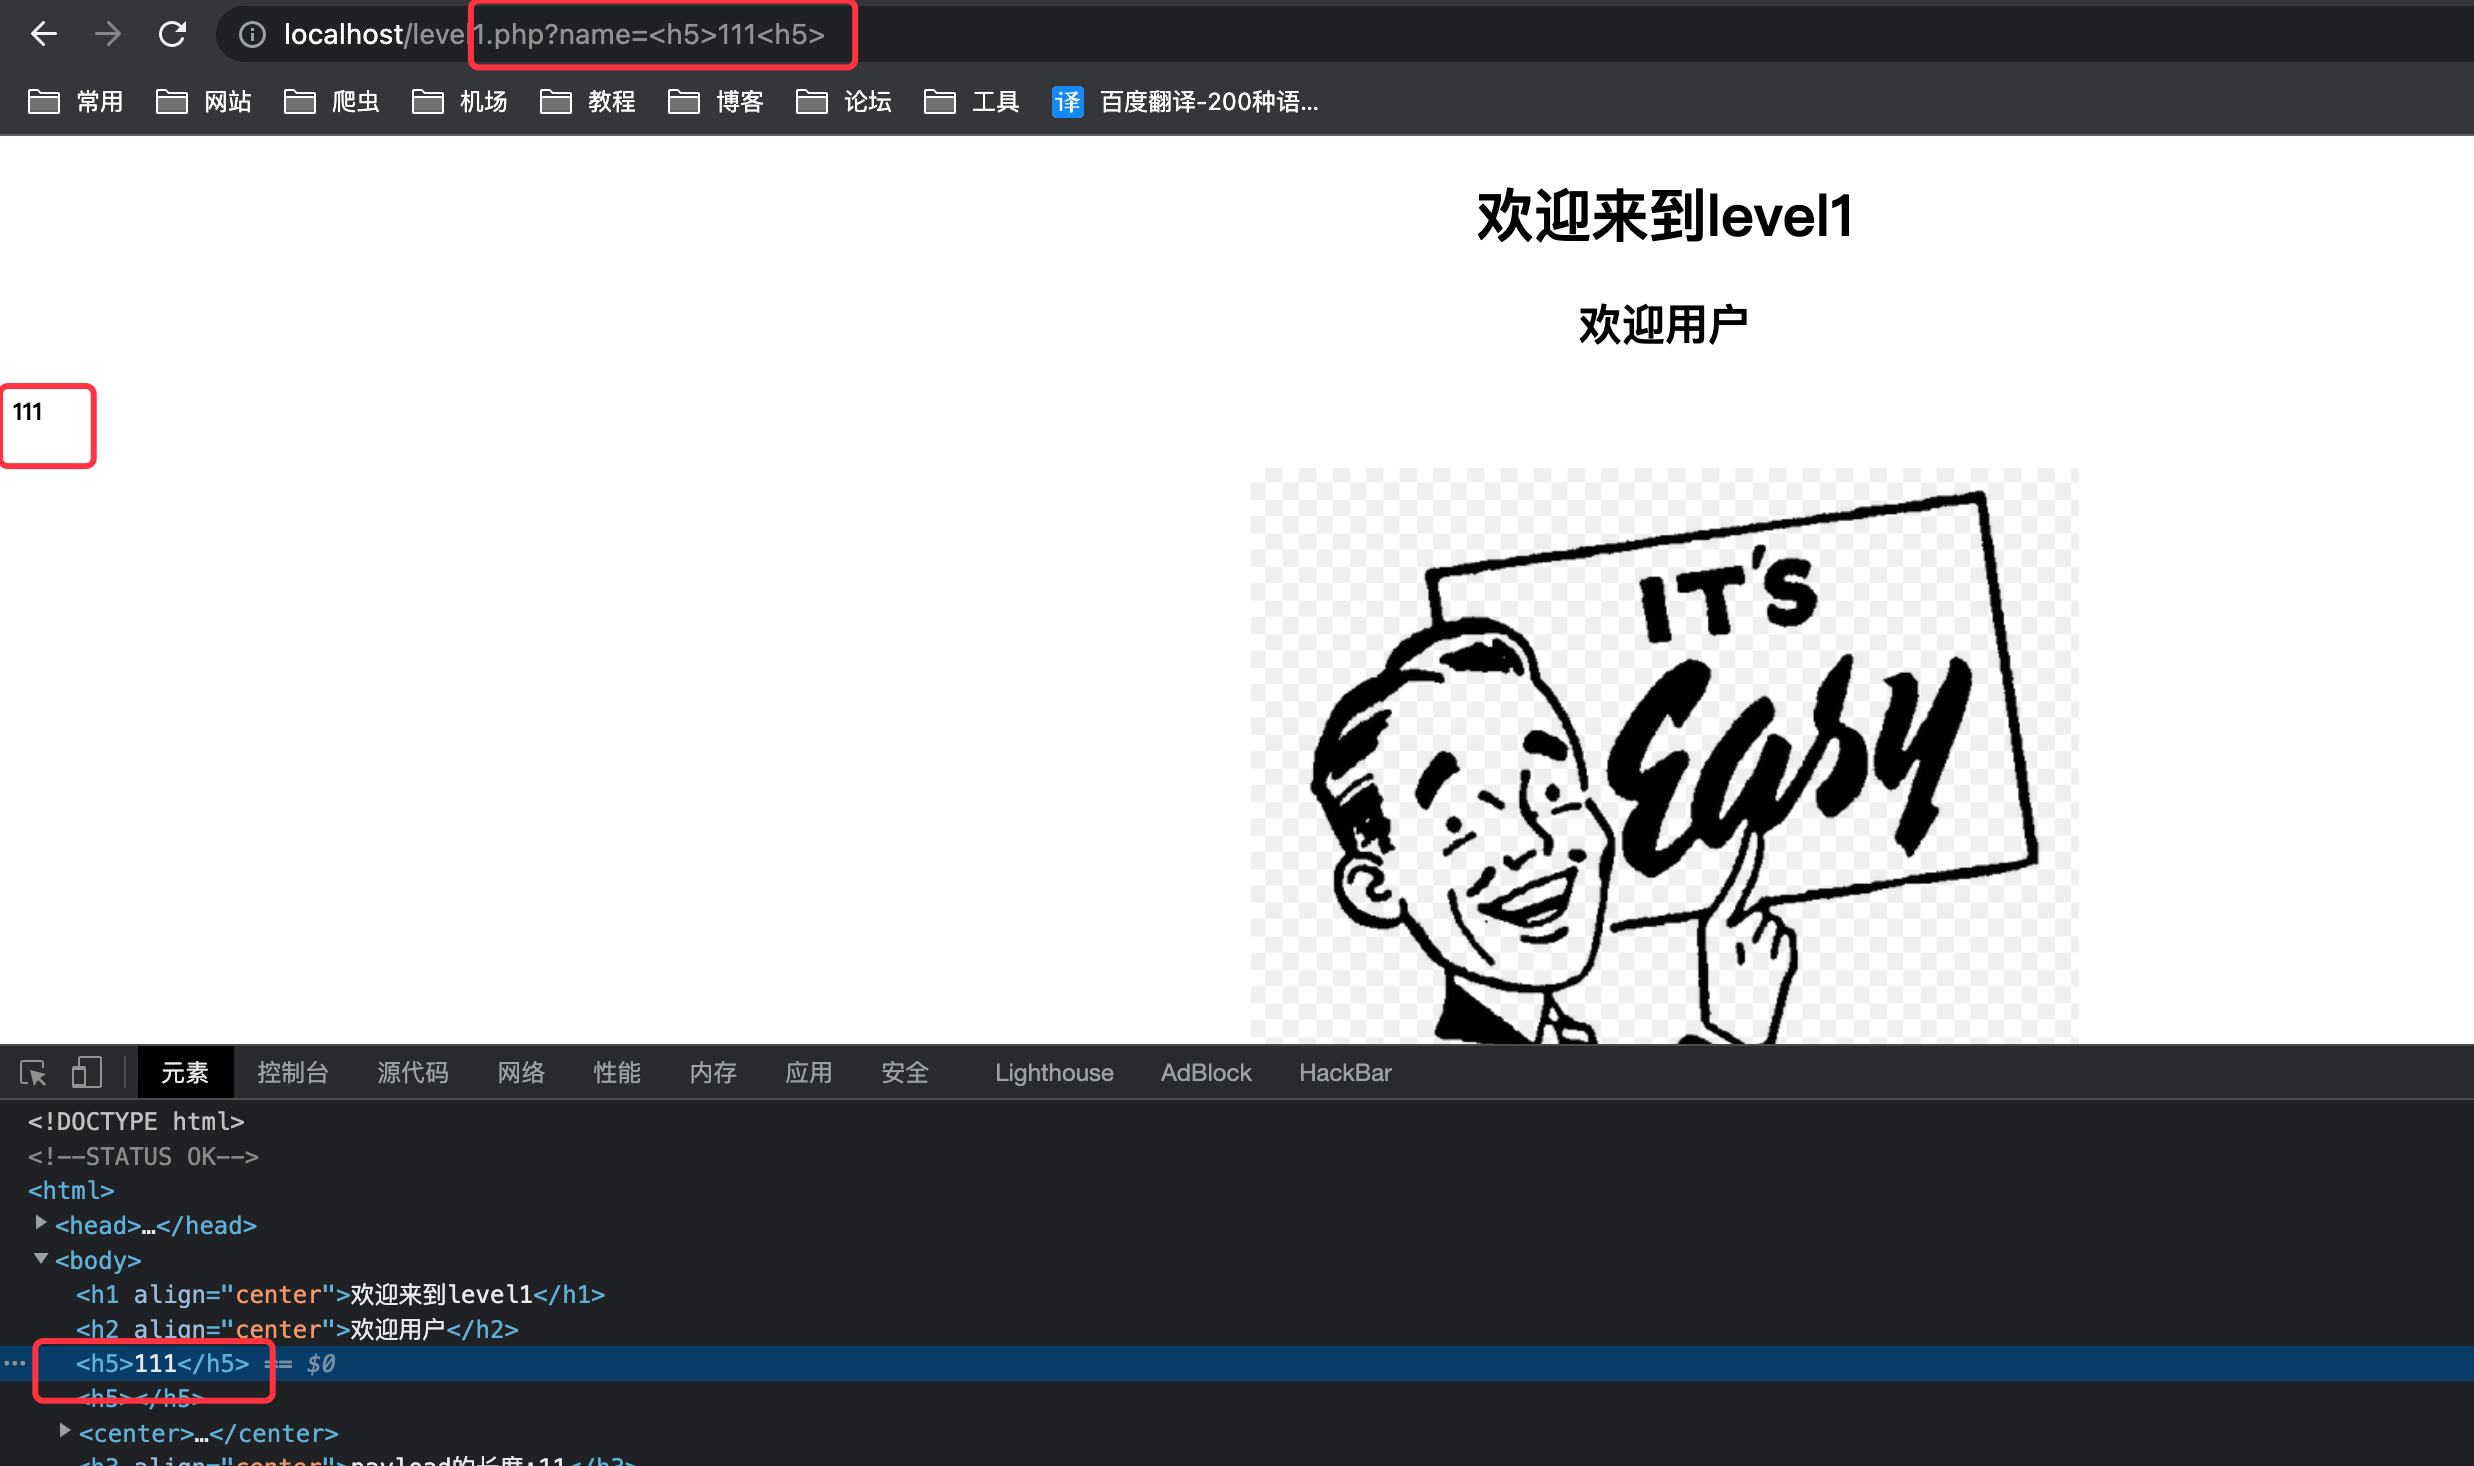 localhost/level1.php?name=<h5>111<h5>
常用 网站 爬虫 机场 教程 博客 论坛 工具 译 百度翻译-200种语...
欢迎来到level1
欢迎用户
111
IT'S
Easy
元素 控制台 源代码 网络 性能 内存 应用 安全 Lighthouse AdBlock HackBar
<!DOCTYPE html>
<!--STATUS OK-->
<html>
<head>…</head>
<body>
<h1 align="center">欢迎来到level1</h1>
<h2 align="center">欢迎用户</h2>
<h5>111</h5> == $0
<h5></h5>
<center>…</center>
<h3 align="center">payload的长度:11</h3>